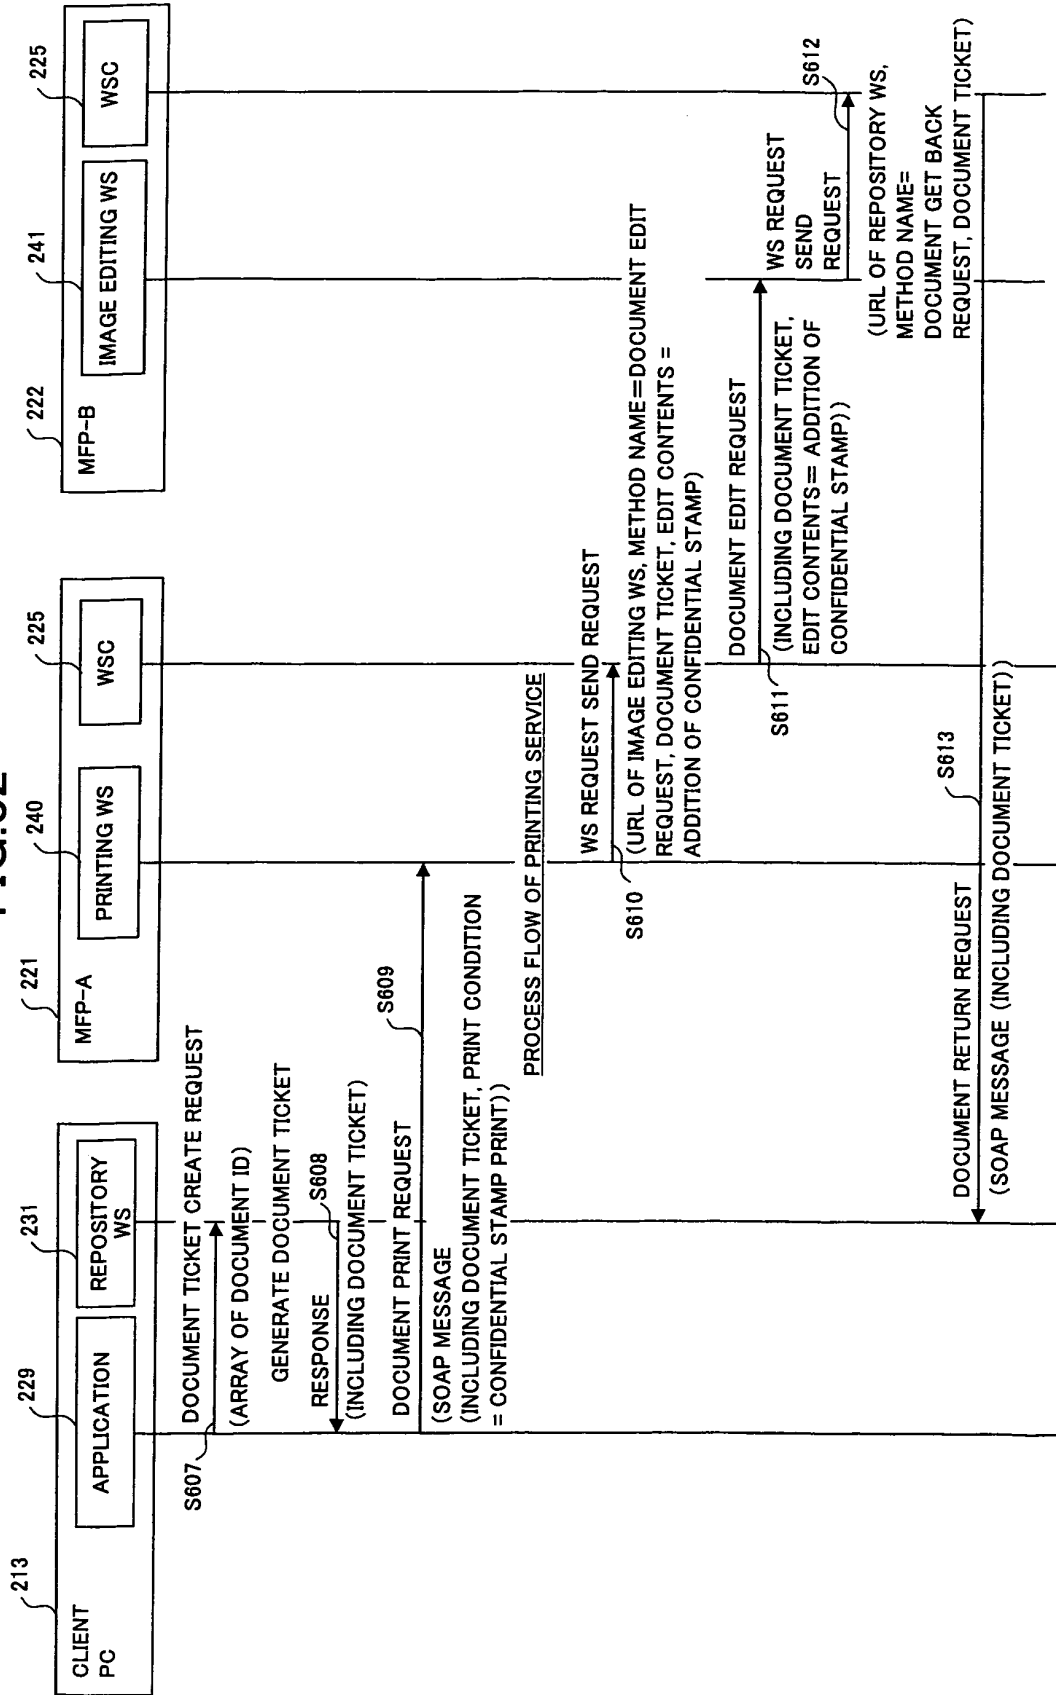 FIG.32
213
CLIENT
PC
229
APPLICATION
231
REPOSITORY
WS
221
MFP-A
240
PRINTING WS
225
WSC
222
MFP-B
241
IMAGE EDITING WS
225
WSC
S607
DOCUMENT TICKET CREATE REQUEST
(ARRAY OF DOCUMENT ID)
GENERATE DOCUMENT TICKET
RESPONSE
S608
(INCLUDING DOCUMENT TICKET)
DOCUMENT PRINT REQUEST
S609
(SOAP MESSAGE
(INCLUDING DOCUMENT TICKET, PRINT CONDITION
= CONFIDENTIAL STAMP PRINT))
PROCESS FLOW OF PRINTING SERVICE
WS REQUEST SEND REQUEST
S610
(URL OF IMAGE EDITING WS, METHOD NAME=DOCUMENT EDIT
REQUEST, DOCUMENT TICKET, EDIT CONTENTS =
ADDITION OF CONFIDENTIAL STAMP)
DOCUMENT EDIT REQUEST
S611
(INCLUDING DOCUMENT TICKET,
EDIT CONTENTS= ADDITION OF
CONFIDENTIAL STAMP))
WS REQUEST
SEND
REQUEST
S612
(URL OF REPOSITORY WS,
METHOD NAME=
DOCUMENT GET BACK
REQUEST, DOCUMENT TICKET)
DOCUMENT RETURN REQUEST
S613
(SOAP MESSAGE (INCLUDING DOCUMENT TICKET))